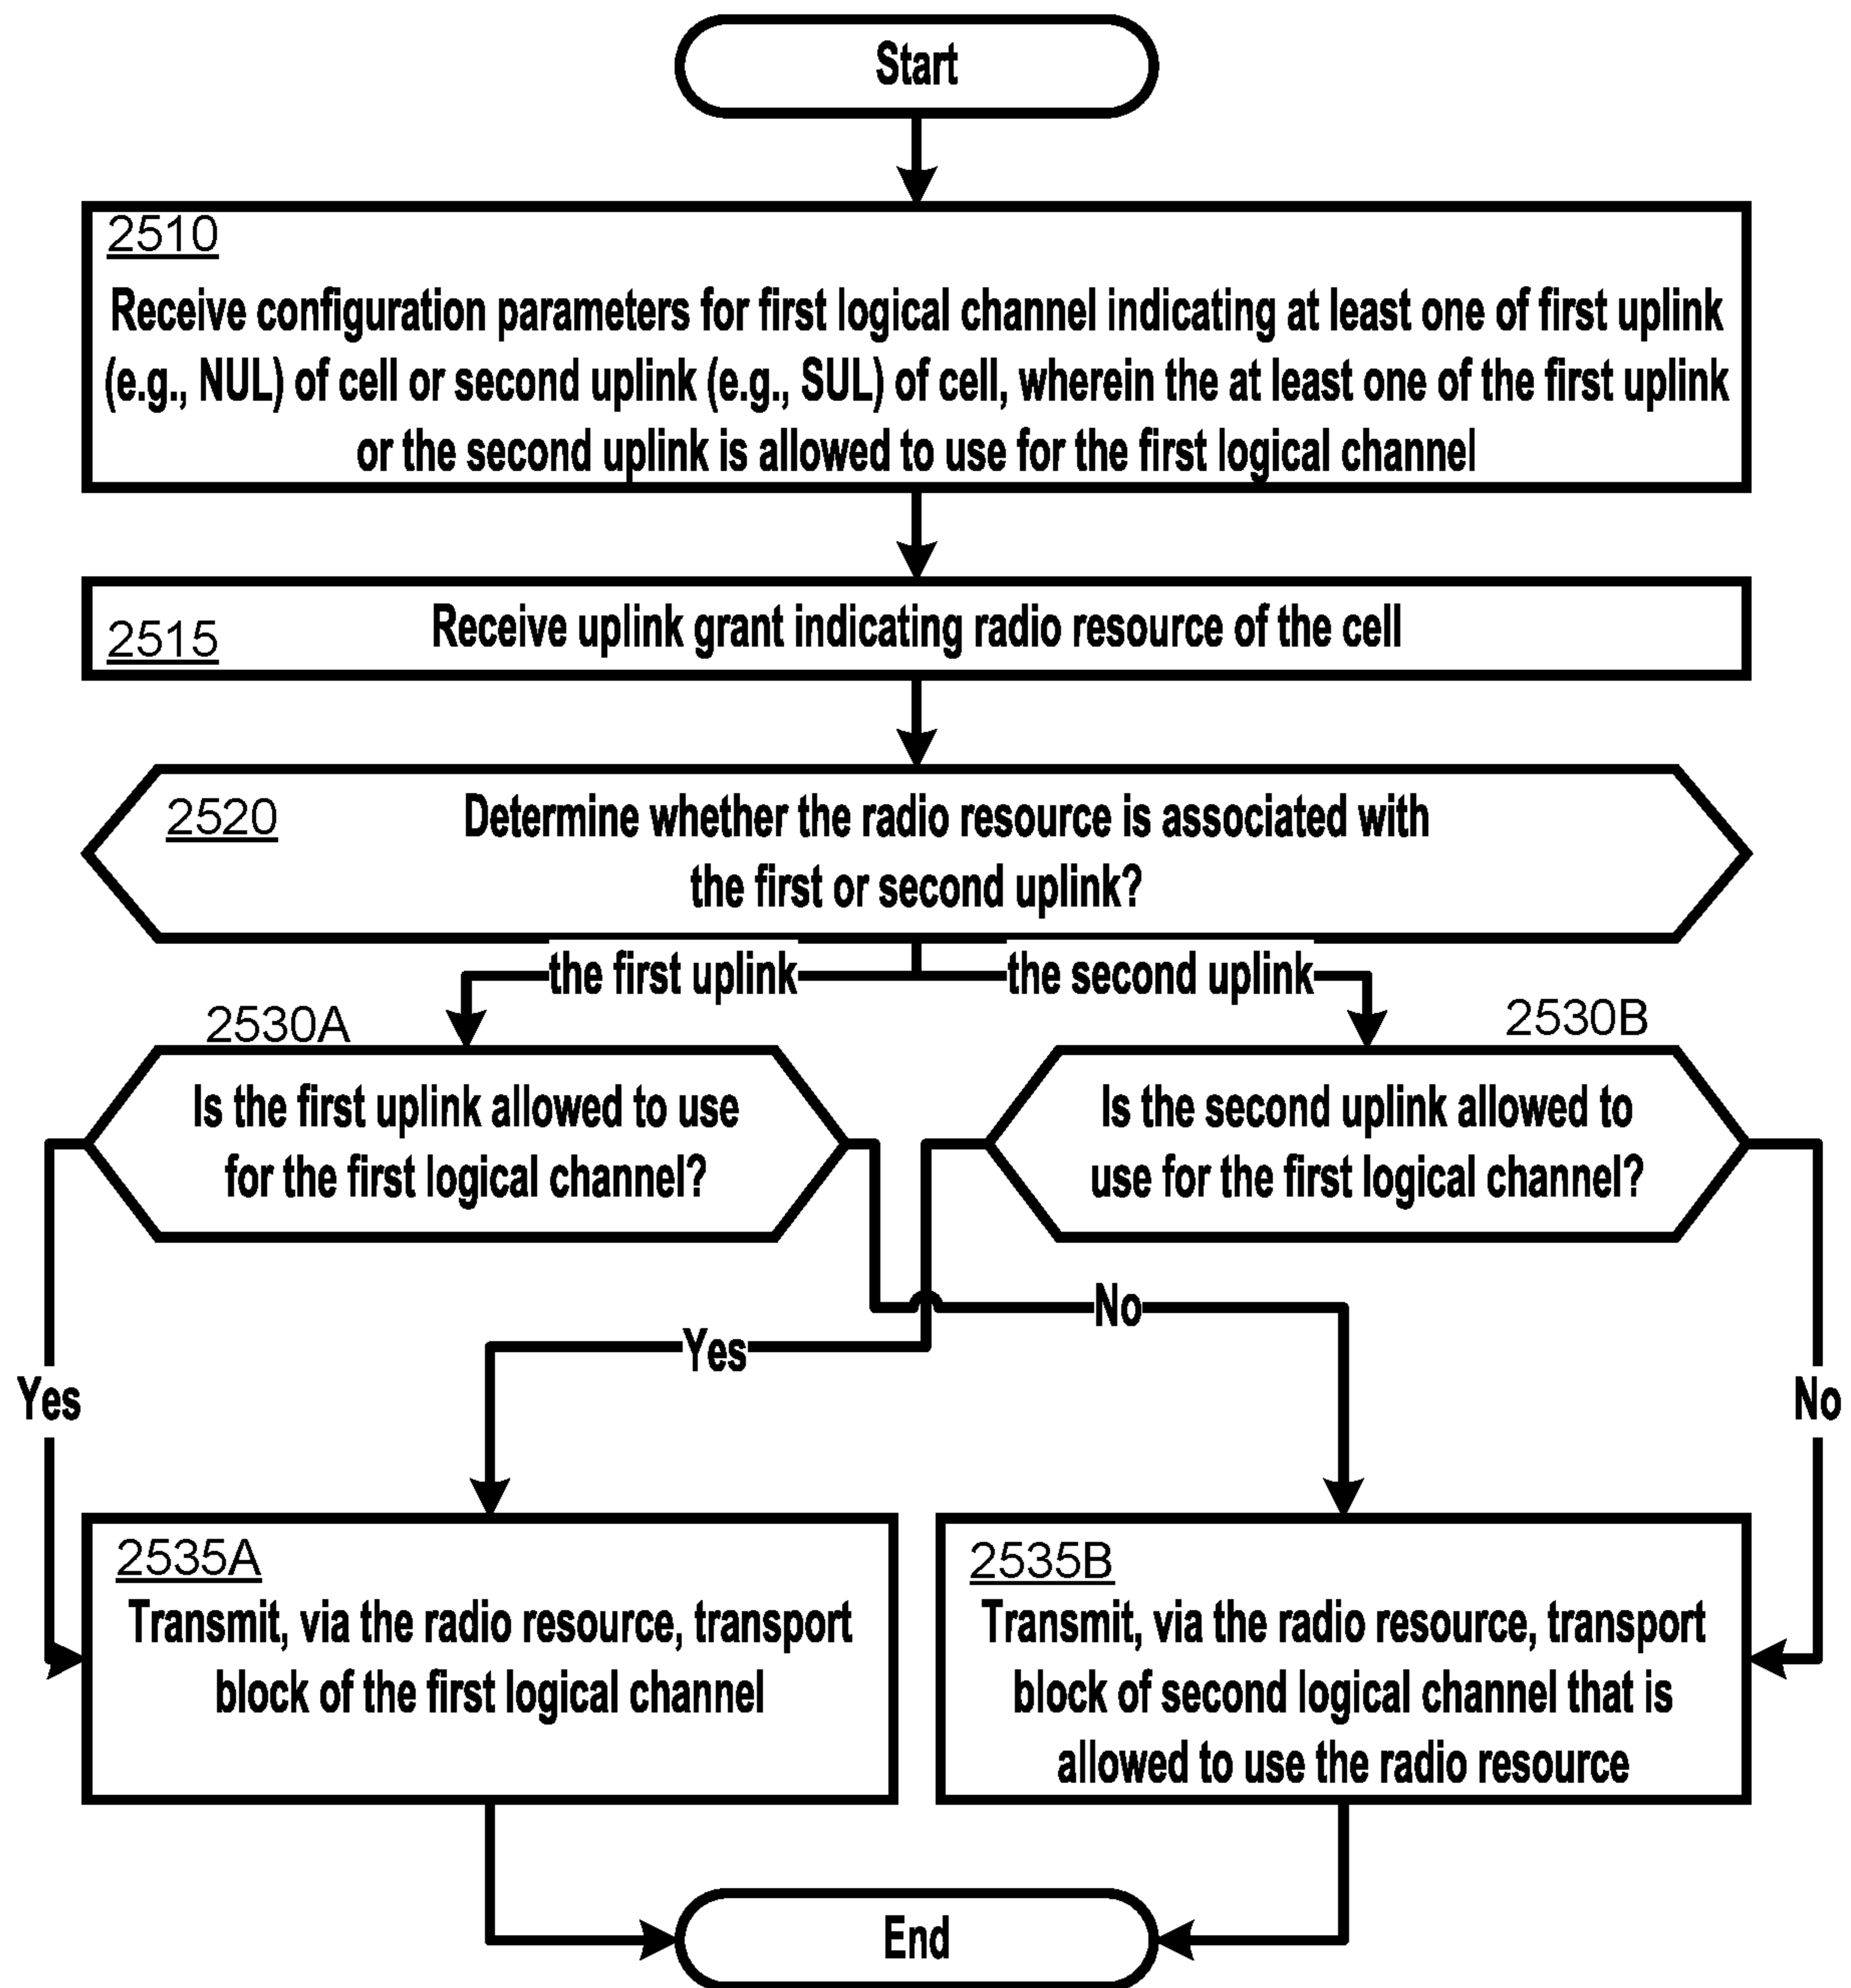 Start
2510
Receive configuration parameters for first logical channel indicating at least one of first uplink
(e.g., NUL) of cell or second uplink (e.g., SUL) of cell, wherein the at least one of the first uplink
or the second uplink is allowed to use for the first logical channel
2515
Receive uplink grant indicating radio resource of the cell
2520
Determine whether the radio resource is associated with
the first or second uplink?
the first uplink
the second uplink
2530A
2530B
Is the first uplink allowed to use
for the first logical channel?
Is the second uplink allowed to
use for the first logical channel?
No
Yes
Yes
No
2535A
Transmit, via the radio resource, transport
block of the first logical channel
2535B
Transmit, via the radio resource, transport
block of second logical channel that is
allowed to use the radio resource
End